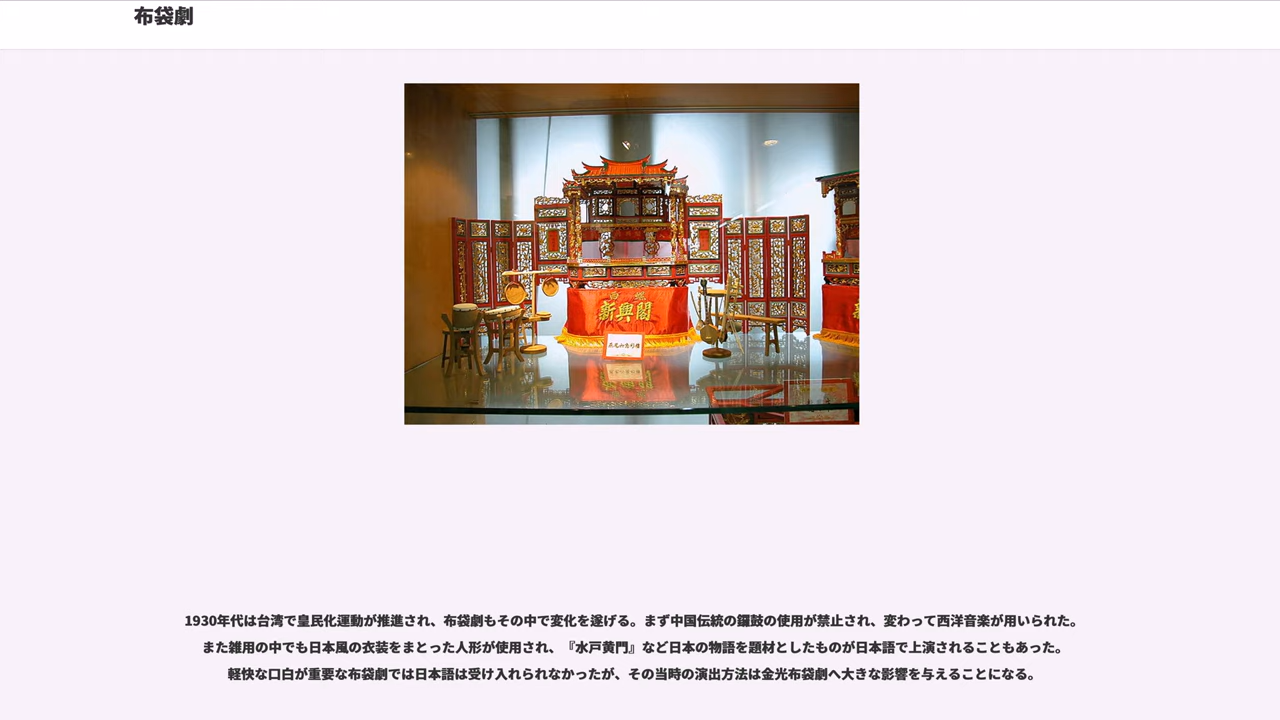 布袋劇
新興閣
1930年代は台湾で皇民化運動が推進され、布袋劇もその中で変化を遂げる。まず中国伝統の鑼鼓の使用が禁止され、変わって西洋音楽が用いられた。
また雑用の中でも日本風の衣装をまとった人形が使用され、『水戸黄門』など日本の物語を題材としたものが日本語で上演されることもあった。
軽快な口白が重要な布袋劇では日本語は受け入れられなかったが、その当時の演出方法は金光布袋劇へ大きな影響を与えることになる。